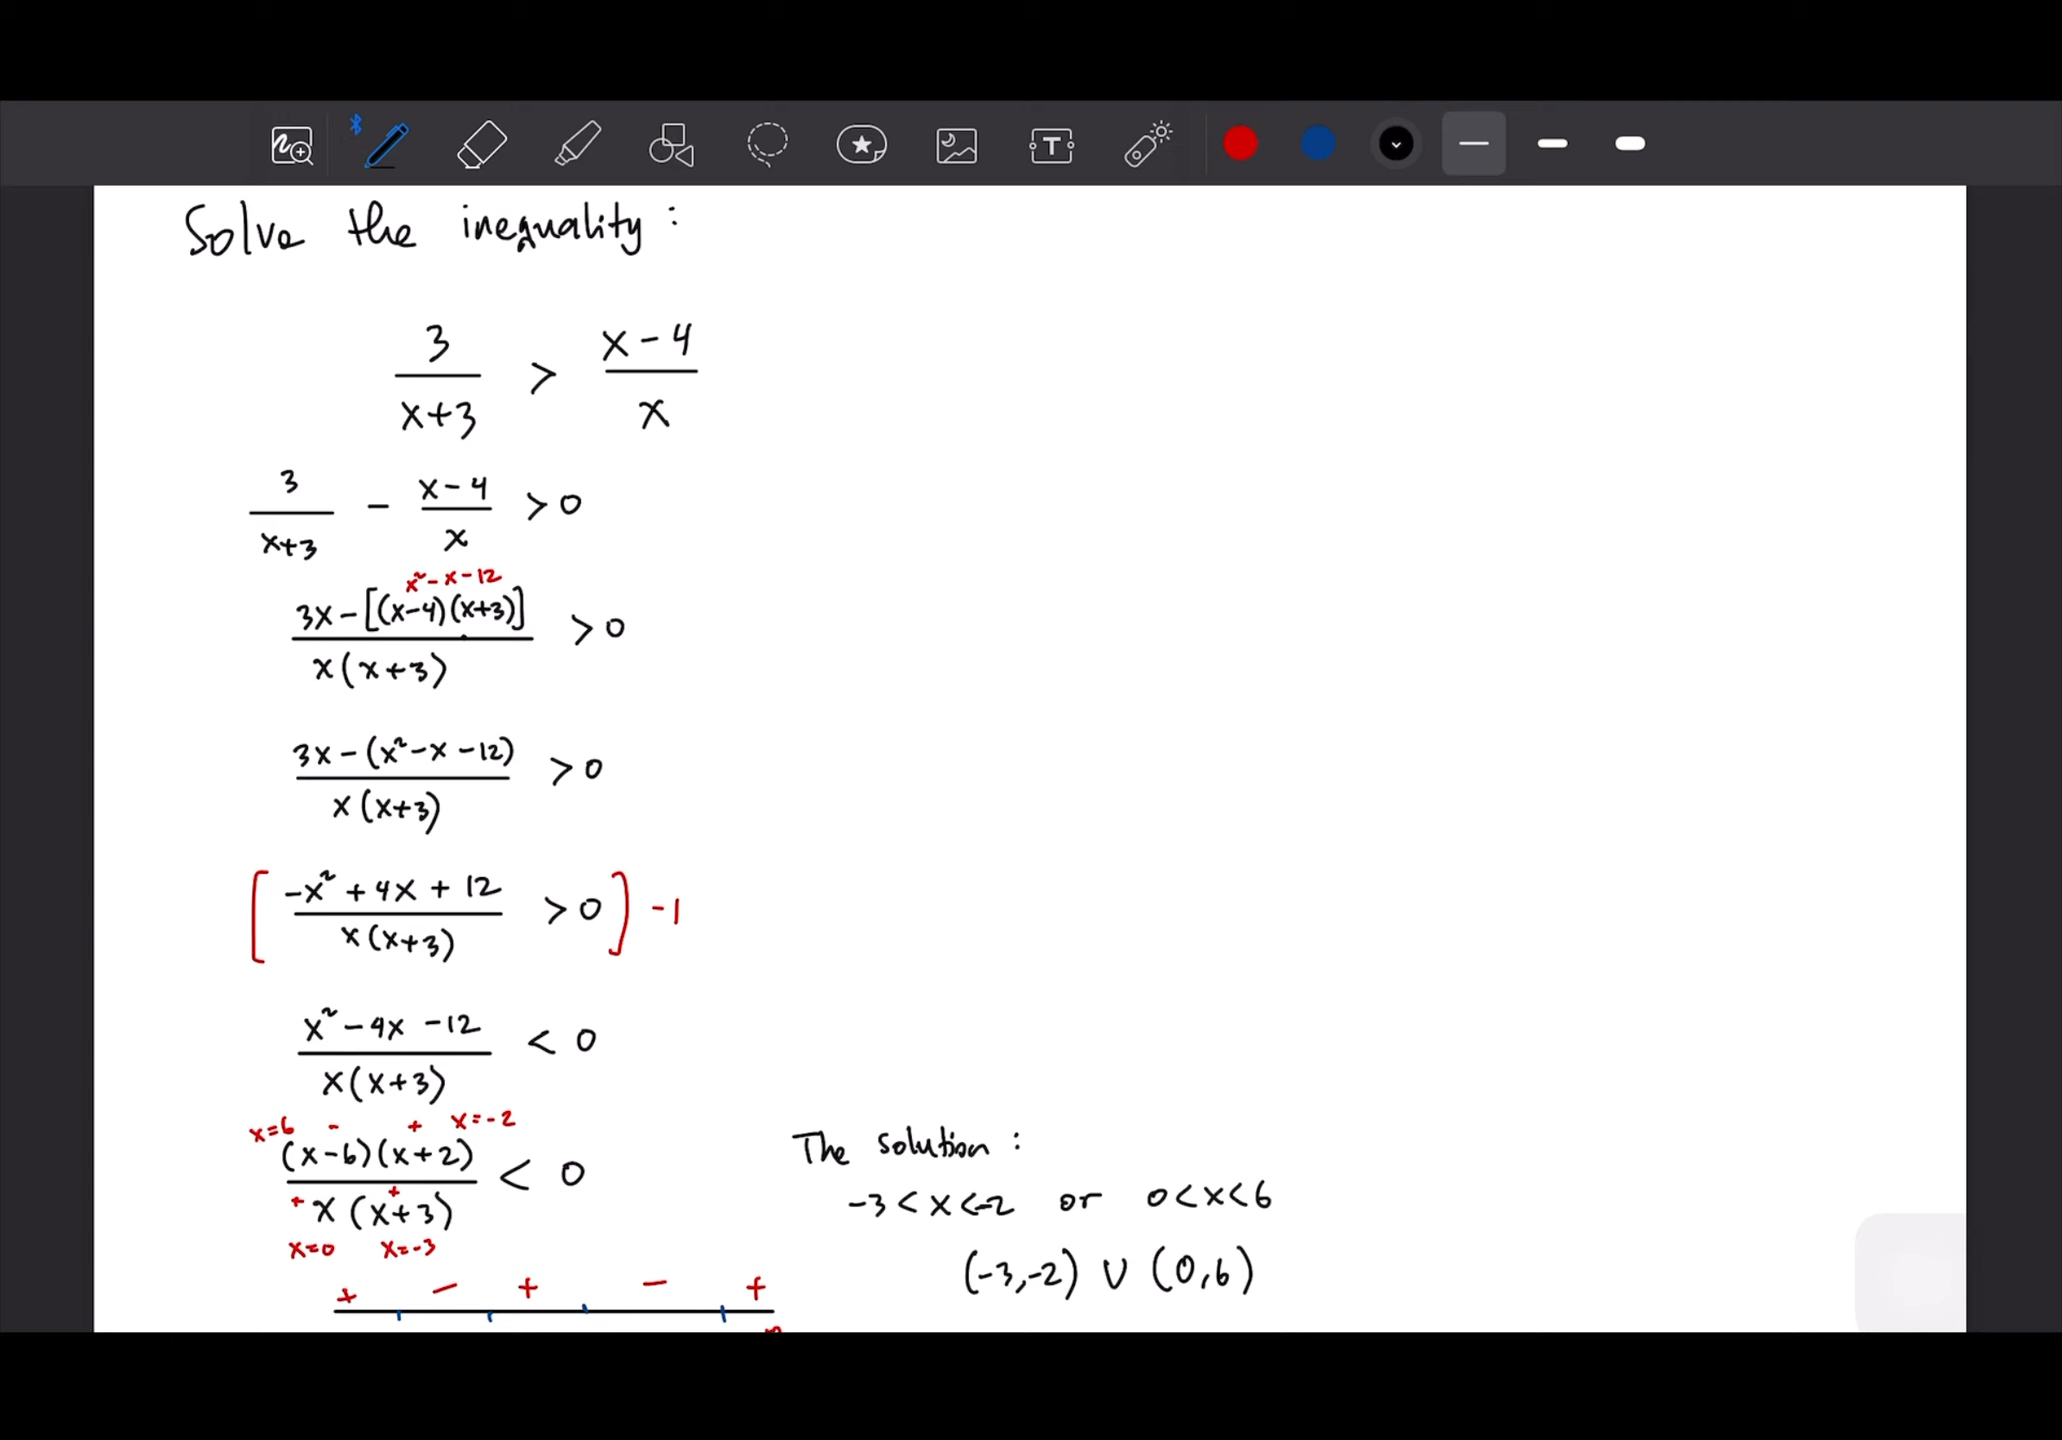 Solve the inequality:
3/(x+3) > (x-4)/x
3/(x+3) - (x-4)/x > 0
x²-x-12
(3x-[(x-4)(x+3)])/(x(x+3)) > 0
(3x-(x²-x-12))/(x(x+3)) > 0
[(-x²+4x+12)/(x(x+3)) > 0] -1
(x²-4x-12)/(x(x+3)) < 0
x=6 - + x=-2
((x-6)(x+2))/(x(x+3)) < 0
+ +
x=0 x=-3
+ - + - +
The solution:
-3<x<-2 or 0<x<6
(-3,-2) ∪ (0,6)